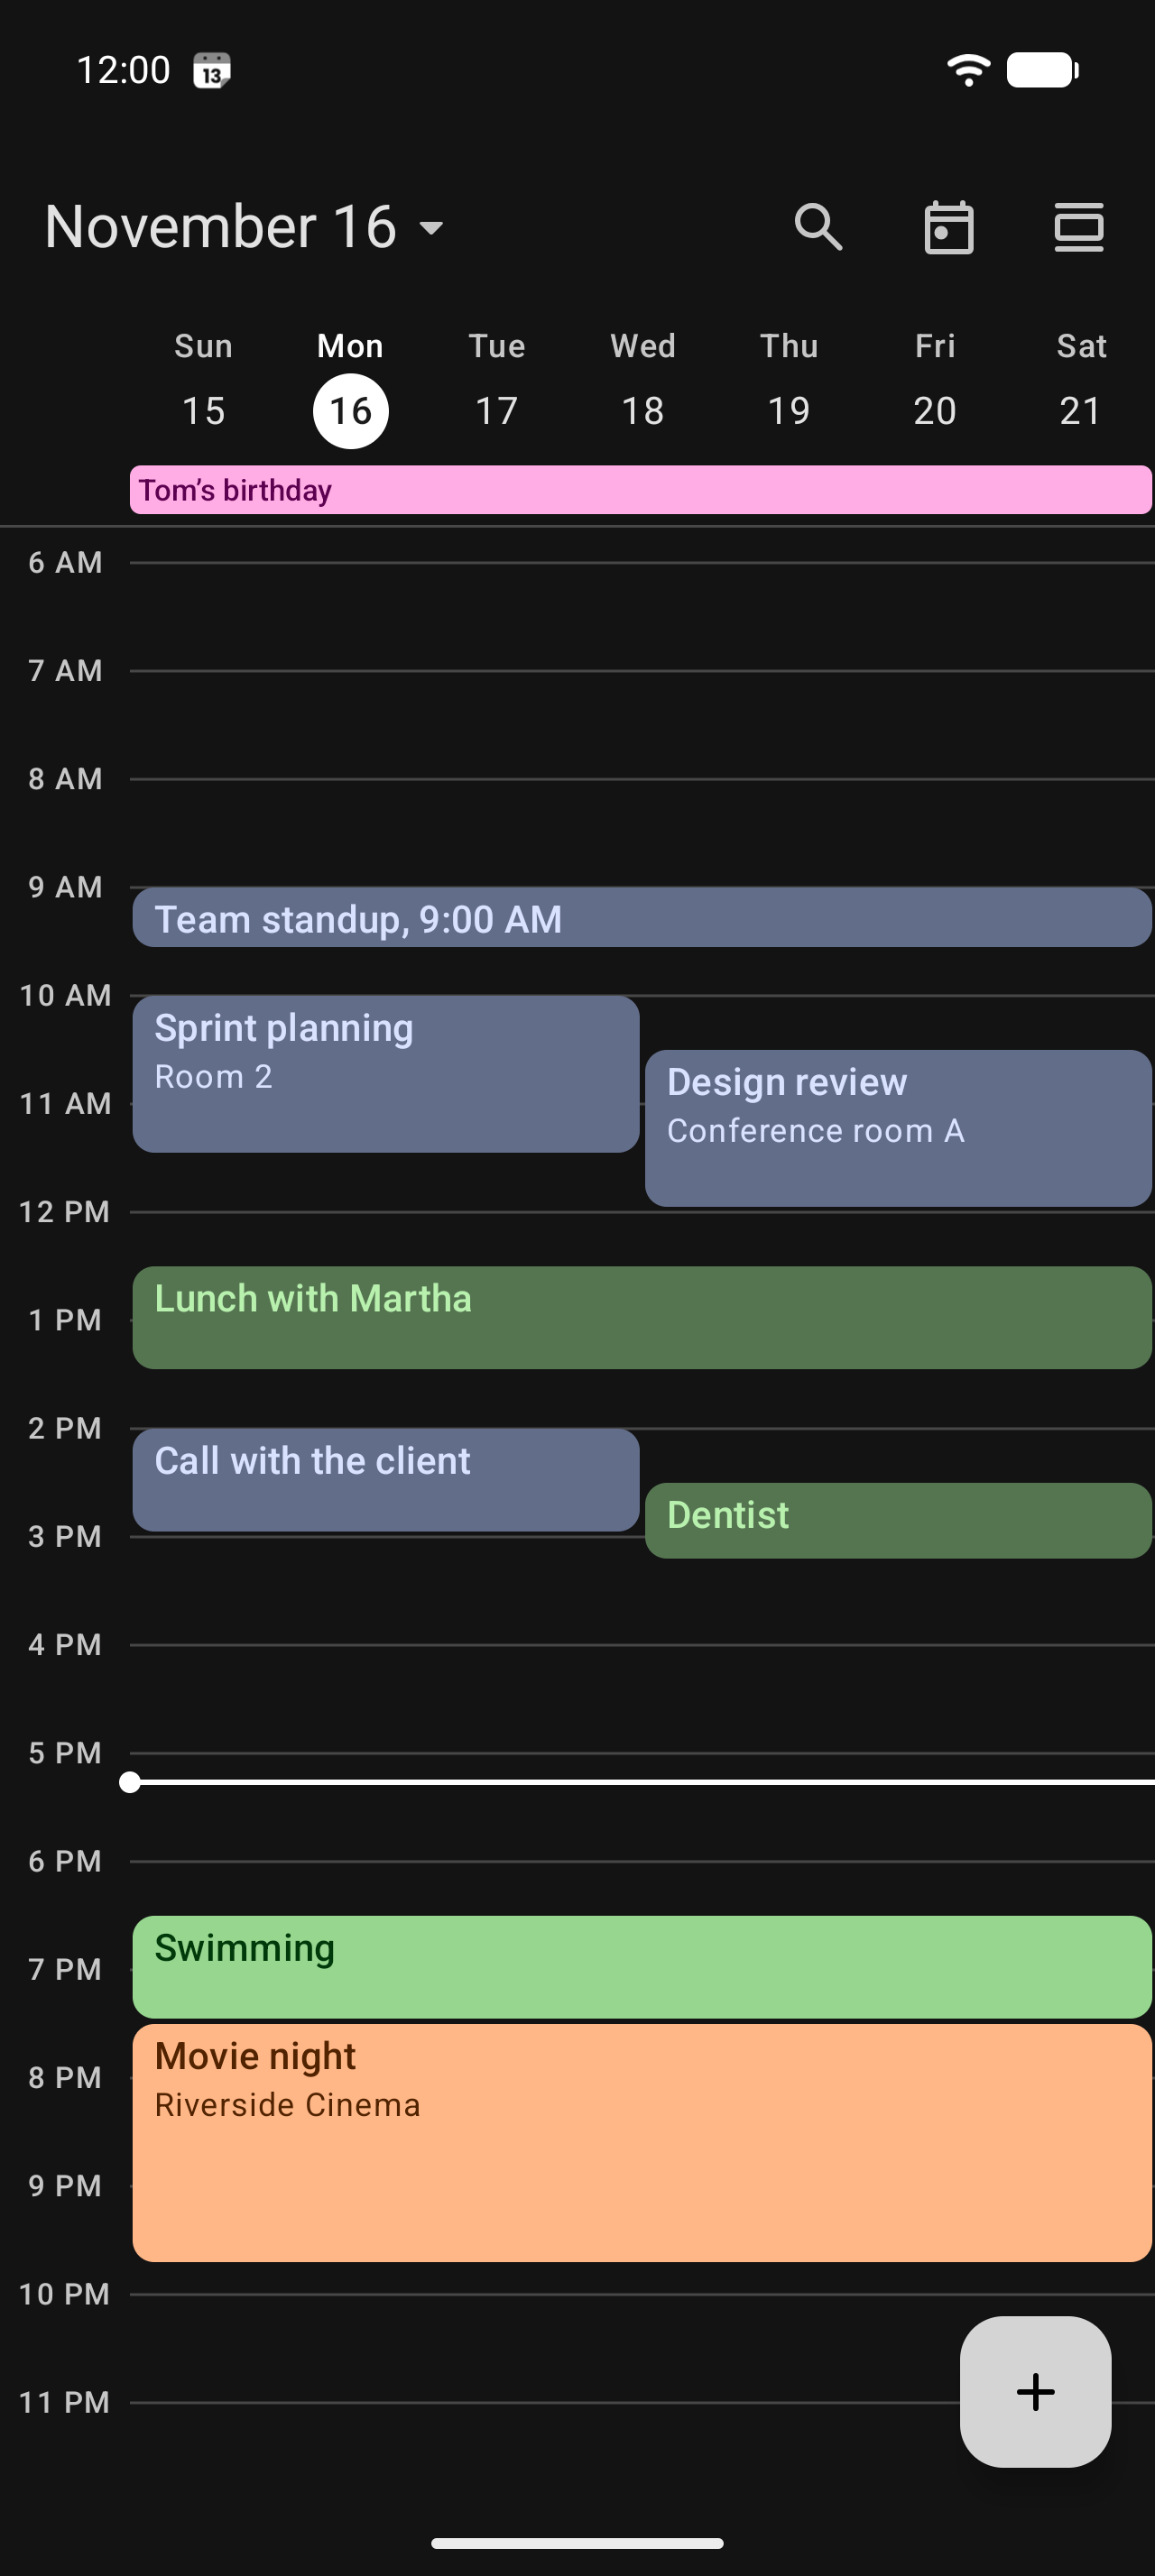 12:00 13
November 16
Sun Mon Tue Wed Thu Fri Sat
15 16 17 18 19 20 21
Tom’s birthday
6 AM
7 AM
8 AM
9 AM
Team standup, 9:00 AM
10 AM
Sprint planning
Room 2
Design review
11 AM
Conference room A
12 PM
Lunch with Martha
1 PM
2 PM
Call with the client
Dentist
3 PM
4 PM
5 PM
6 PM
Swimming
7 PM
Movie night
8 PM
Riverside Cinema
9 PM
10 PM
11 PM